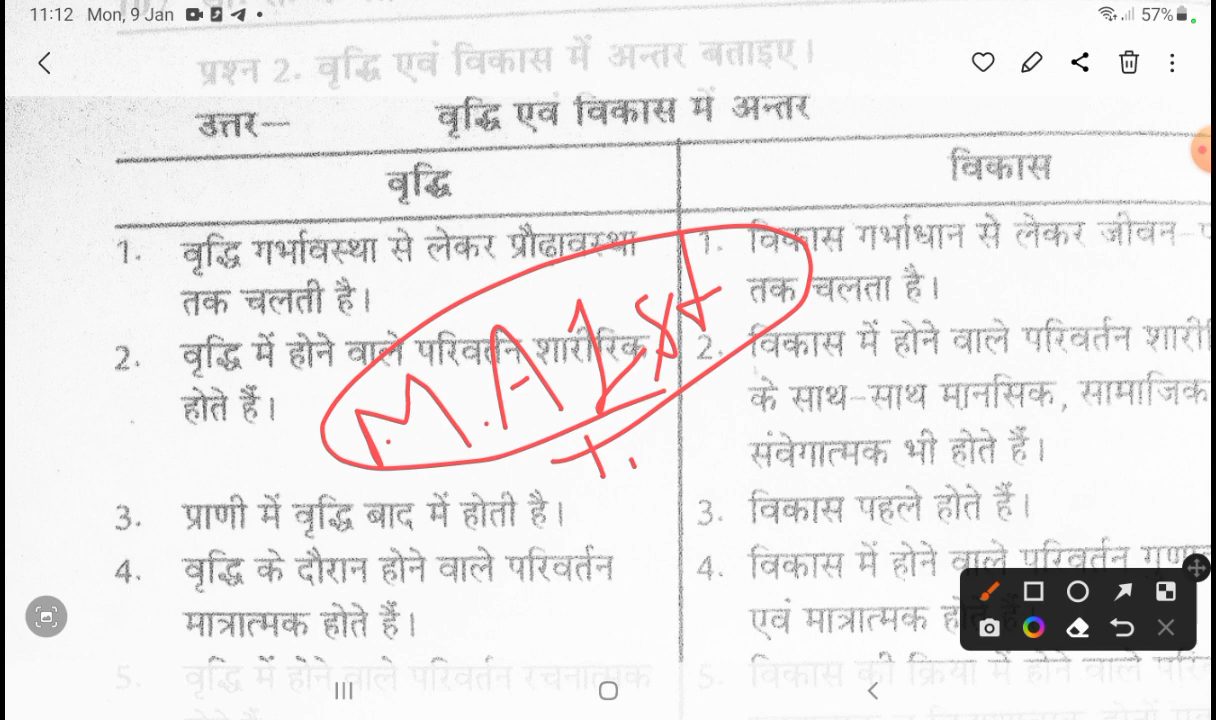 11:12 Mon, 9 Jan
57%
प्रश्न 2. वृद्धि एवं विकास में अन्तर बताइए।
उत्तर— वृद्धि एवं विकास में अन्तर
वृद्धि
1. वृद्धि गर्भावस्था से लेकर प्रौढ़ावस्था
तक चलती है।
2. वृद्धि में होने वाले परिवर्तन शारीरिक
होते हैं।
3. प्राणी में वृद्धि बाद में होती है।
4. वृद्धि के दौरान होने वाले परिवर्तन
मात्रात्मक होते हैं।
5. वृद्धि में होने वाले परिवर्तन रचनात्मक
विकास
1. विकास गर्भाधान से लेकर जीवन-
तक चलता है।
2. विकास में होने वाले परिवर्तन शारी
के साथ-साथ मानसिक, सामाजिक
संवेगात्मक भी होते हैं।
3. विकास पहले होते हैं।
4. विकास में होने वाले परिवर्तन
एवं मात्रात्मक
5. विकास की क्रिया में होने वाले
M.A 1st